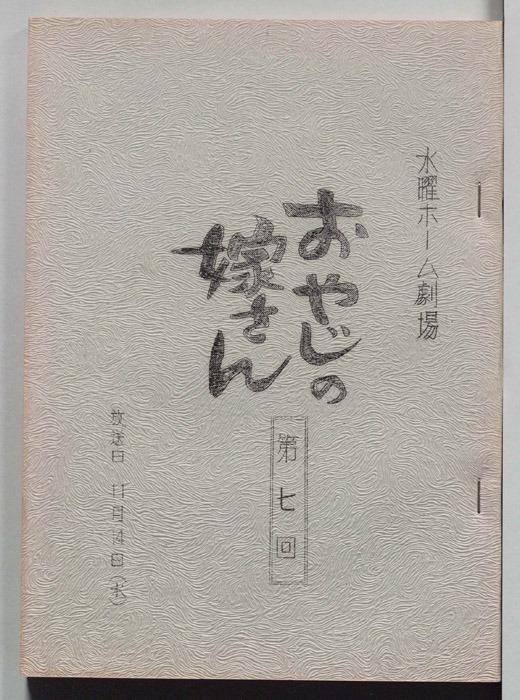 水曜ホーム劇場
おやじの
嫁さん
第七回
放送日 11月14日(水)